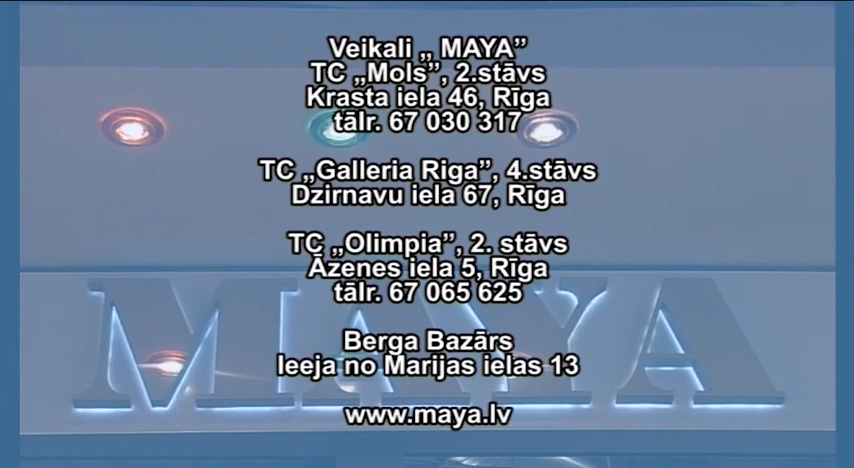 Veikali „ MAYA”
TC „Mols”, 2.stāvs
Krasta iela 46, Rīga
tālr. 67 030 317
TC „Galleria Riga”, 4.stāvs
Dzirnavu iela 67, Rīga
TC „Olimpia”, 2. stāvs
Āzenes iela 5, Rīga
tālr. 67 065 625
MAYA
Berga Bazārs
Ieeja no Marijas ielas 13
www.maya.lv